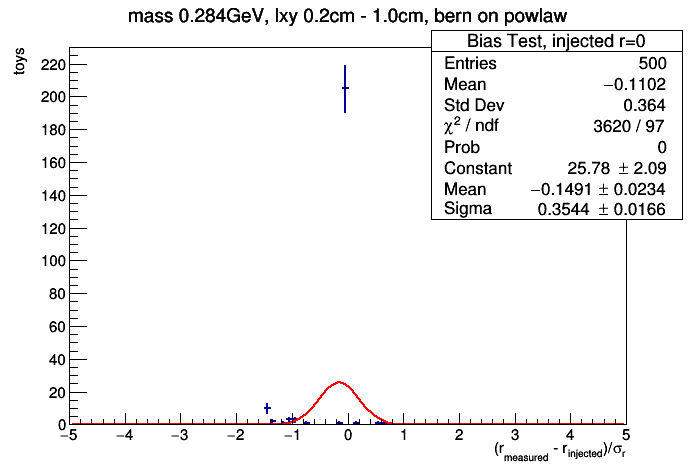 mass 0.284GeV, lxy 0.2cm - 1.0cm, bern on powlaw
Bias Test, injected r=0
Entries 500
Mean −0.1102
Std Dev 0.364
χ² / ndf 3620 / 97
Prob 0
Constant 25.78 ± 2.09
Mean −0.1491 ± 0.0234
Sigma 0.3544 ± 0.0166
toys
220
200
180
160
140
120
100
80
60
40
20
0
−5 −4 −3 −2 −1 0 1 2 3 4 5
(r_measured - r_injected)/σ_r